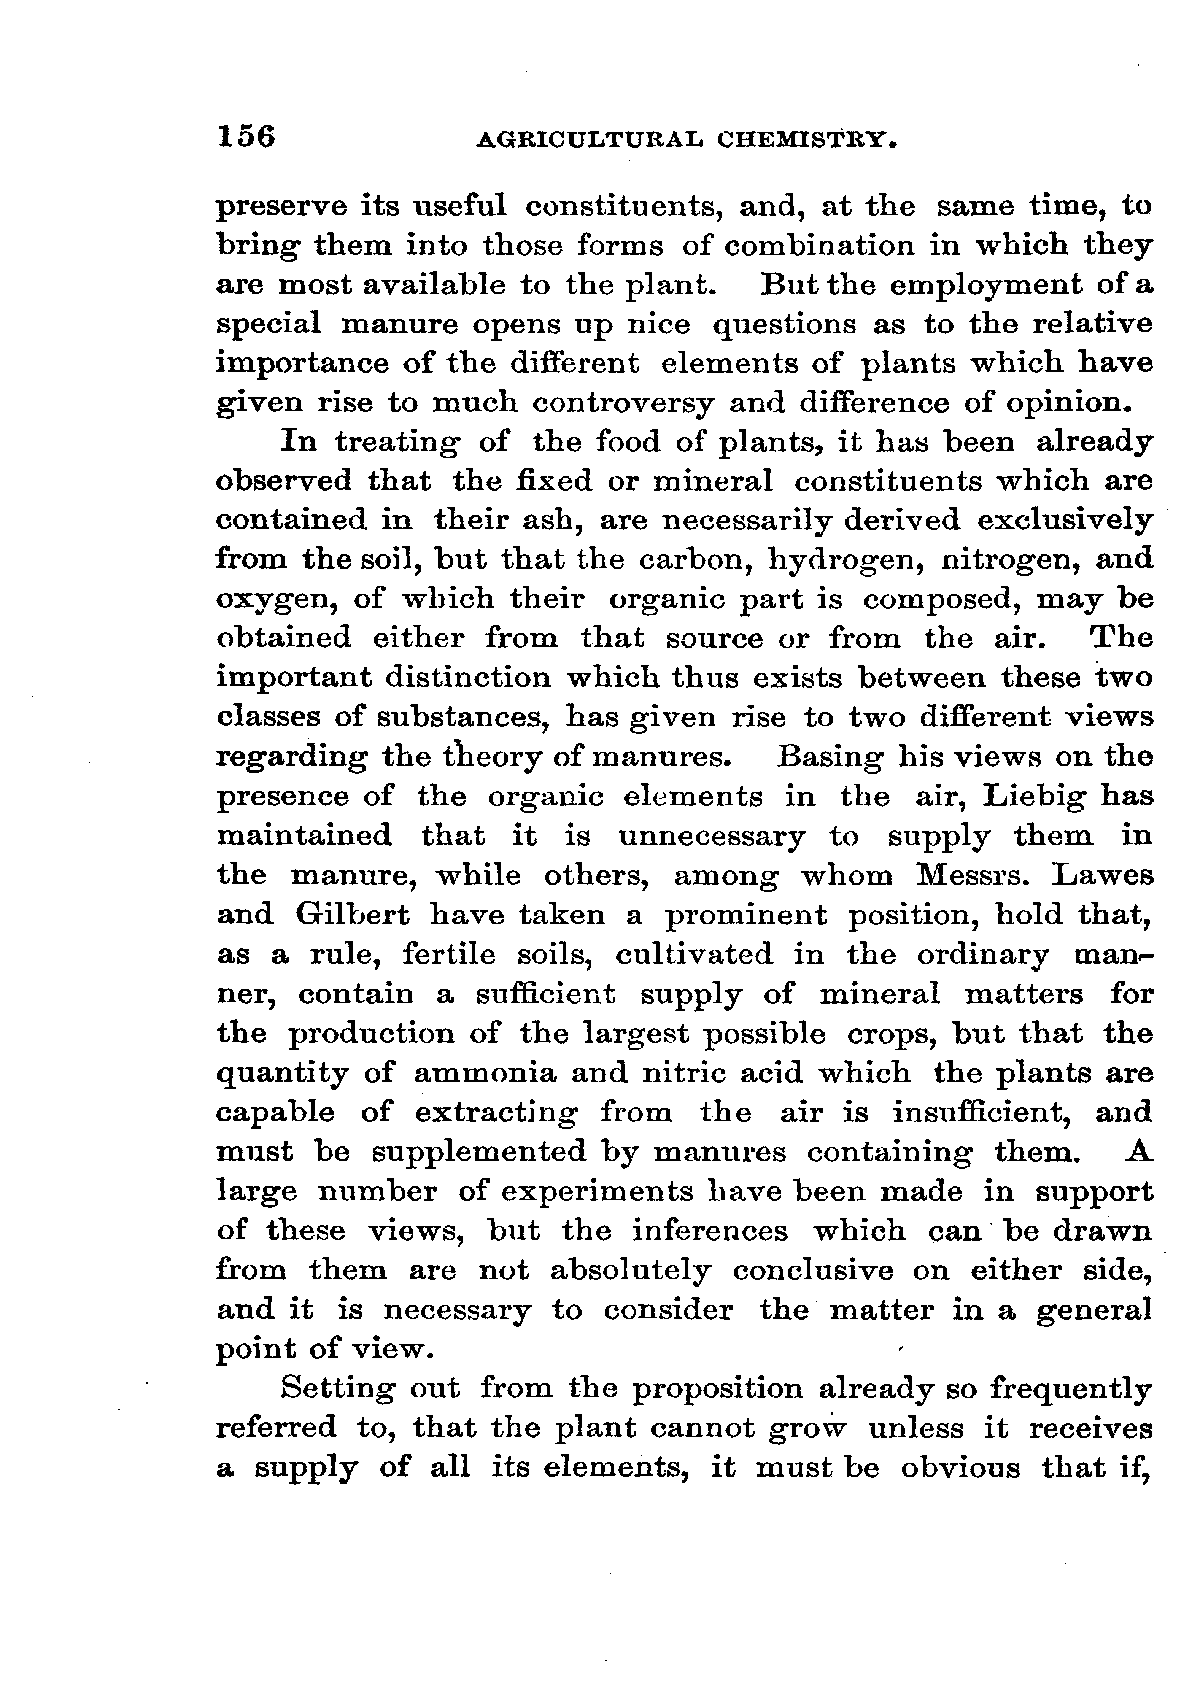 156 AGRICULTURAL CHEMISTRY.
preserve its useful constituents, and, at the same time, to
bring them into those forms of combination in which they
are most available to the plant. But the employment of a
special manure opens up nice questions as to the relative
importance of the different elements of plants which have
given rise to much controversy and difference of opinion.
In treating of the food of plants, it has been already
observed that the fixed or mineral constituents which are
contained in their ash, are necessarily derived exclusively
from the soil, but that the carbon, hydrogen, nitrogen, and
oxygen, of which their organic part is composed, may be
obtained either from that source or from the air. The
important distinction which thus exists between these two
classes of substances, has given rise to two different views
regarding the theory of manures. Basing his views on the
presence of the organic elements in the air, Liebig has
maintained that it is unnecessary to supply them in
the manure, while others, among whom Messrs. Lawes
and Gilbert have taken a prominent position, hold that,
as a rule, fertile soils, cultivated in the ordinary man-
ner, contain a sufficient supply of mineral matters for
the production of the largest possible crops, but that the
quantity of ammonia and nitric acid which the plants are
capable of extracting from the air is insufficient, and
must be supplemented by manures containing them. A
large number of experiments have been made in support
of these views, but the inferences which can be drawn
from them are not absolutely conclusive on either side,
and it is necessary to consider the matter in a general
point of view.
Setting out from the proposition already so frequently
referred to, that the plant cannot grow unless it receives
a supply of all its elements, it must be obvious that if,